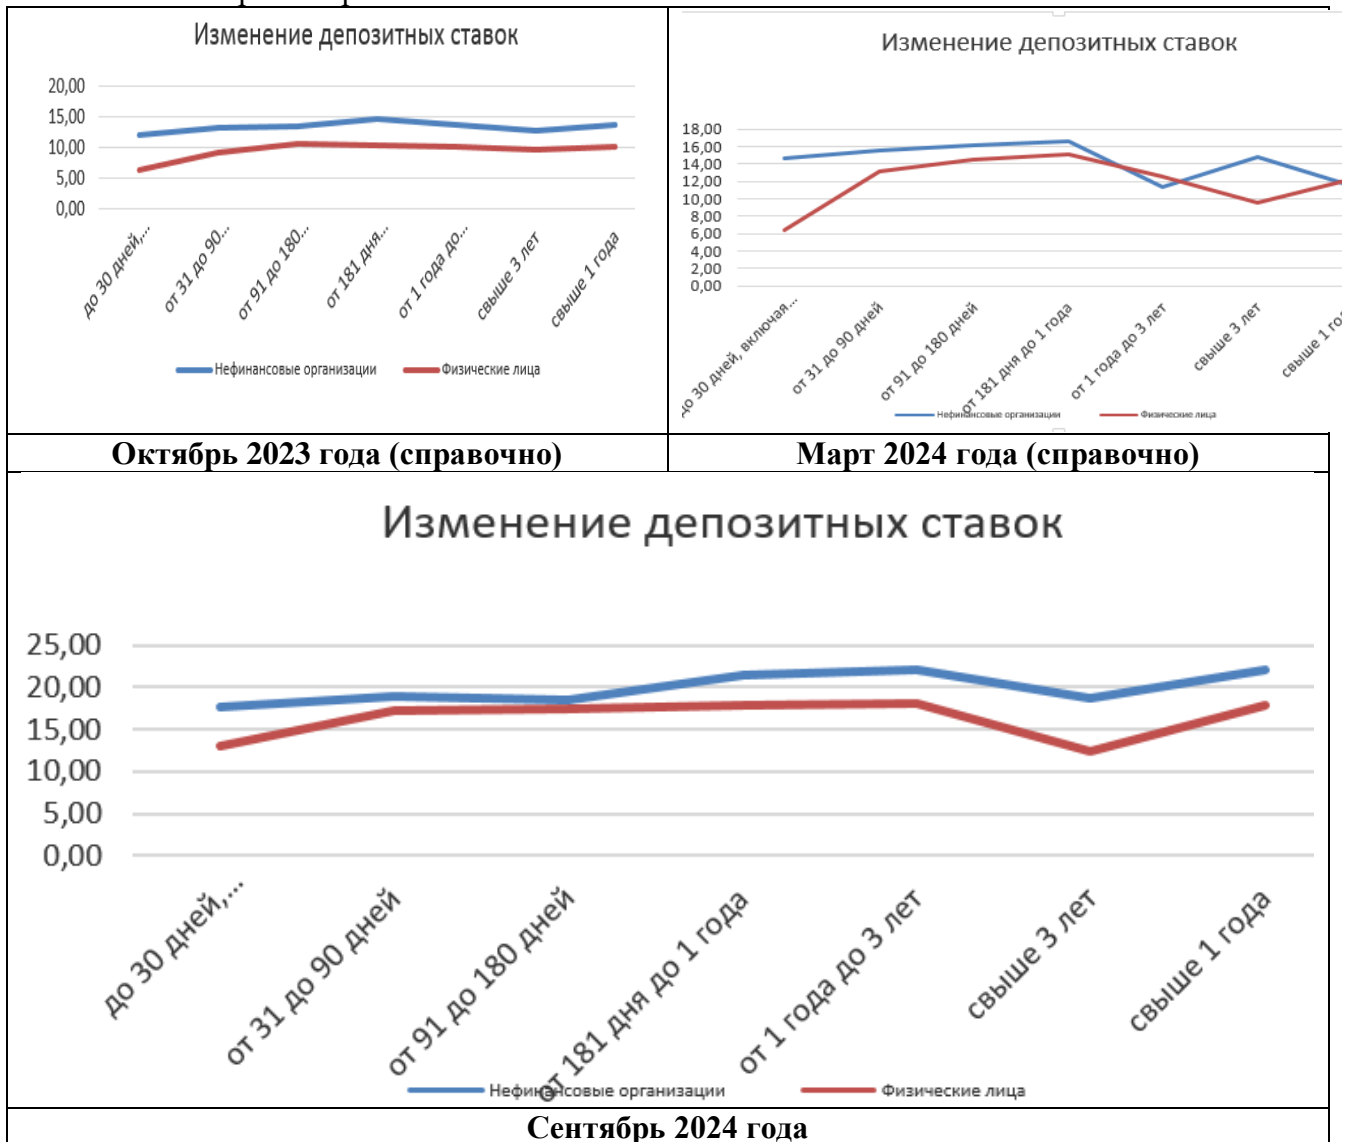 Изменение депозитных ставок
20,00
15,00
10,00
5,00
0,00
до 30 дней,...
от 31 до 90...
от 91 до 180...
от 181 дня...
от 1 года до...
свыше 3 лет
свыше 1 года
Нефинансовые организации Физические лица
Изменение депозитных ставок
18,00
16,00
14,00
12,00
10,00
8,00
6,00
4,00
2,00
0,00
до 30 дней, включая...
от 31 до 90 дней
от 91 до 180 дней
от 181 дня до 1 года
от 1 года до 3 лет
свыше 3 лет
свыше 1 го
Нефинансовые организации Физические лица
Октябрь 2023 года (справочно) Март 2024 года (справочно)
Изменение депозитных ставок
25,00
20,00
15,00
10,00
5,00
0,00
до 30 дней,...
от 31 до 90 дней
от 91 до 180 дней
от 181 дня до 1 года
от 1 года до 3 лет
свыше 3 лет
свыше 1 года
Нефинансовые организации Физические лица
Сентябрь 2024 года